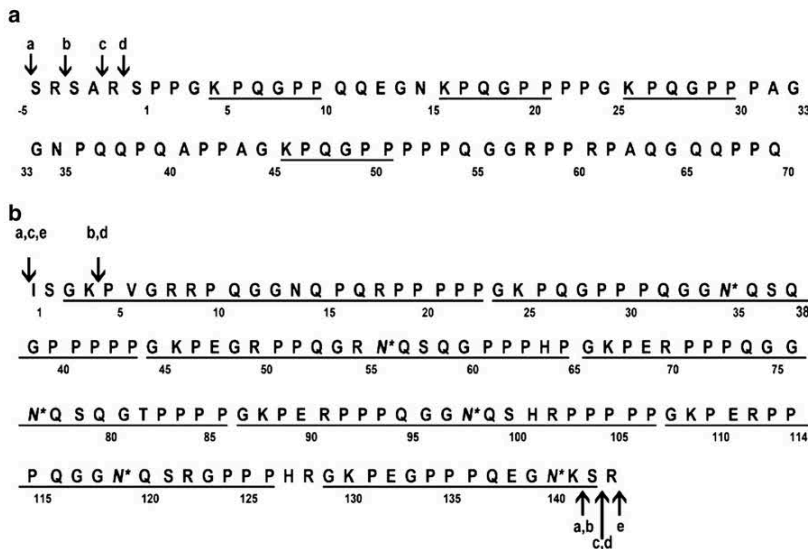 a
a b c d
S R S A R S P P G K P Q G P P Q Q E G N K P Q G P P P P G K P Q G P P P A G
-5 1 5 10 15 20 25 30 33
G N P Q Q P Q A P P A G K P Q G P P P P P Q G G R P P R P A Q G Q Q P P Q
33 35 40 45 50 55 60 65 70
b
a,c,e b,d
I S G K P V G R R P Q G G N Q P Q R P P P P P G K P Q G P P P Q G G N* Q S Q
1 5 10 15 20 25 30 35 38
G P P P P P G K P E G R P P Q G R N* Q S Q G P P P H P G K P E R P P P Q G G
40 45 50 55 60 65 70 75
N* Q S Q G T P P P P G K P E R P P P Q G G N* Q S H R P P P P P G K P E R P P
80 85 90 95 100 105 110 114
P Q G G N* Q S R G P P P H R G K P E G P P P Q E G N* K S R
115 120 125 130 135 140
a,b e
c,d